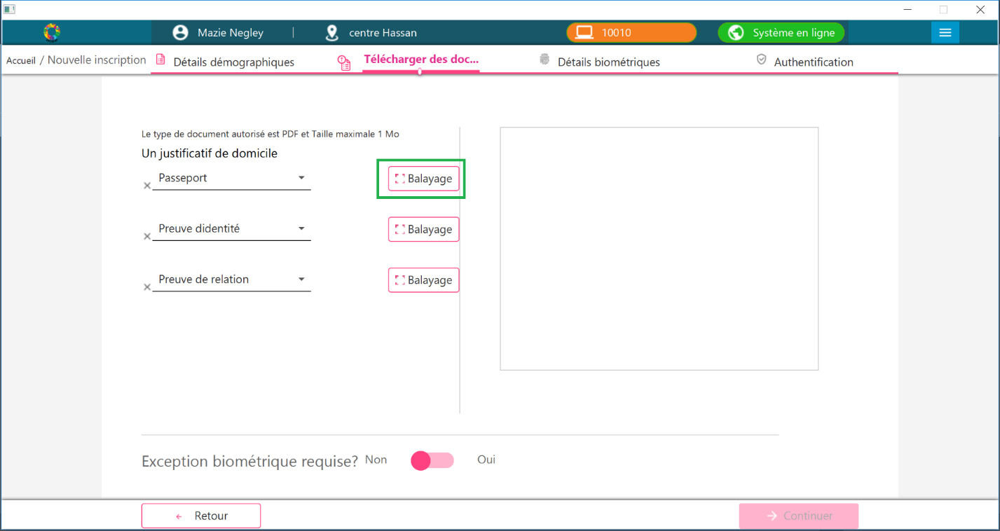 Mazie Negley | centre Hassan 10010 Système en ligne
Accueil / Nouvelle inscription Détails démographiques Télécharger des doc... Détails biométriques Authentification
Le type de document autorisé est PDF et Taille maximale 1 Mo
Un justificatif de domicile
Passeport Balayage
Preuve didentité Balayage
Preuve de relation Balayage
Exception biométrique requise? Non Oui
Retour Continuer